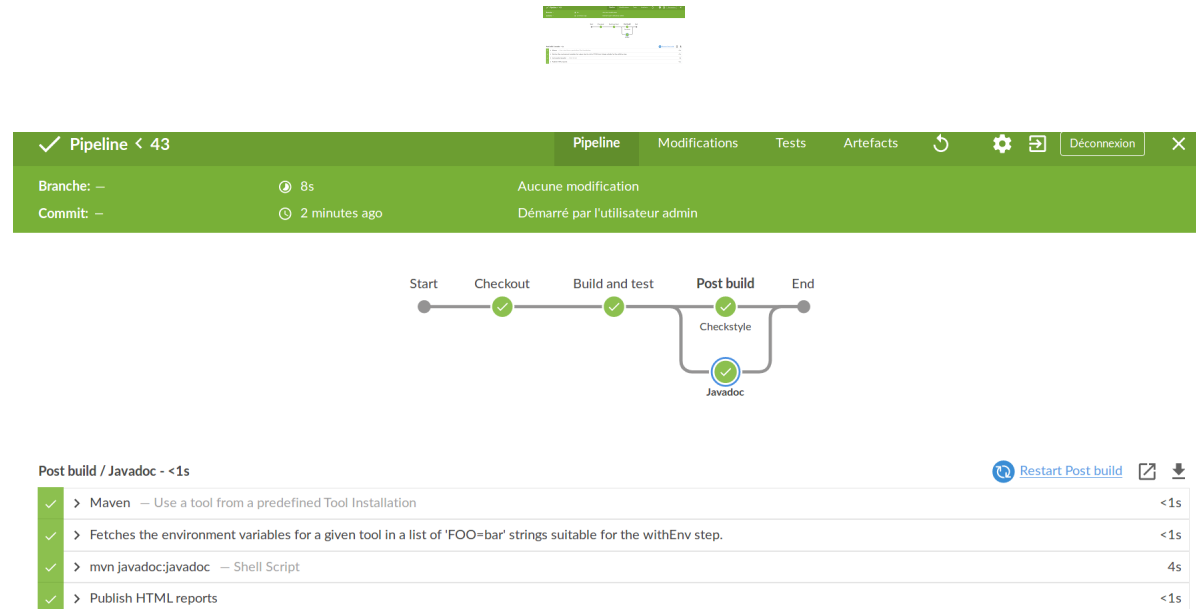 Pipeline < 43 Pipeline Modifications Tests Artefacts Déconnexion
Branche: — 8s Aucune modification
Commit: — 2 minutes ago Démarré par l'utilisateur admin
Start Checkout Build and test Post build End
Checkstyle
Javadoc
Post build / Javadoc - <1s Restart Post build
Maven — Use a tool from a predefined Tool Installation <1s
Fetches the environment variables for a given tool in a list of 'FOO=bar' strings suitable for the withEnv step. <1s
mvn javadoc:javadoc — Shell Script 4s
Publish HTML reports <1s